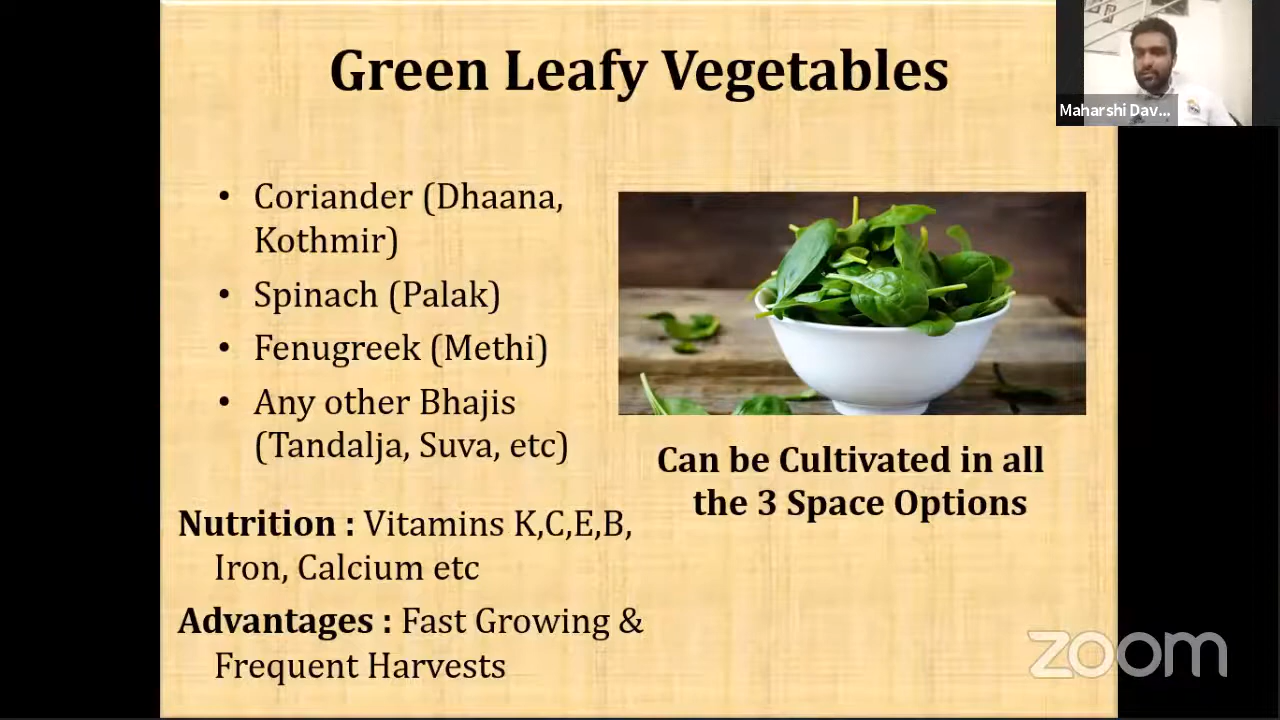 Green Leafy Vegetables
Maharshi Dav...
• Coriander (Dhaana,
Kothmir)
• Spinach (Palak)
• Fenugreek (Methi)
• Any other Bhajis
(Tandalja, Suva, etc)
Can be Cultivated in all
the 3 Space Options
Nutrition : Vitamins K,C,E,B,
Iron, Calcium etc
Advantages : Fast Growing &
Frequent Harvests
zoom